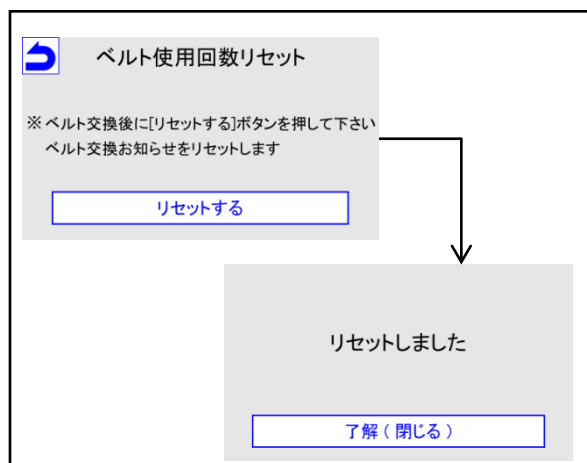 ベルト使用回数リセット
※ベルト交換後に[リセットする]ボタンを押して下さい
ベルト交換お知らせをリセットします
リセットする
リセットしました
了解(閉じる)